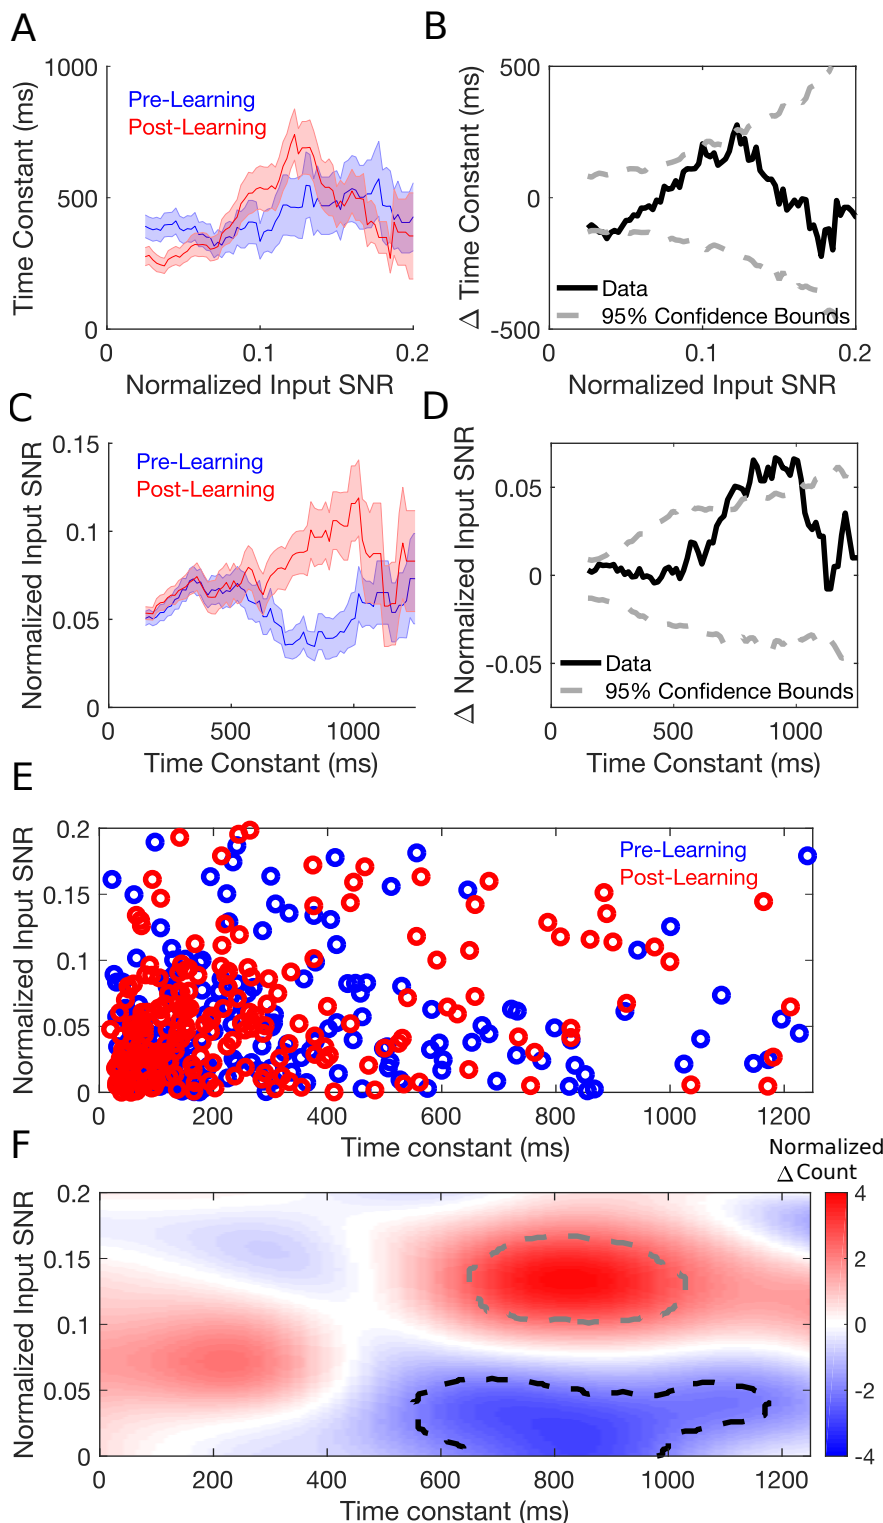 A
Time Constant (ms)
1000
500
0
Pre-Learning
Post-Learning
0
0.1
0.2
Normalized Input SNR
B
Δ Time Constant (ms)
500
0
-500
Data
95% Confidence Bounds
0
0.1
0.2
Normalized Input SNR
C
Normalized Input SNR
0.15
0.1
0.05
0
Pre-Learning
Post-Learning
0
500
1000
Time Constant (ms)
D
Δ Normalized Input SNR
0.05
0
-0.05
Data
95% Confidence Bounds
0
500
1000
Time Constant (ms)
E
Normalized Input SNR
0.2
0.15
0.1
0.05
0
Pre-Learning
Post-Learning
0 200 400 600 800 1000 1200
Time constant (ms)
F
Normalized
Δ Count
Normalized Input SNR
0.2
0.15
0.1
0.05
0
4
2
0
-2
-4
0 200 400 600 800 1000 1200
Time constant (ms)